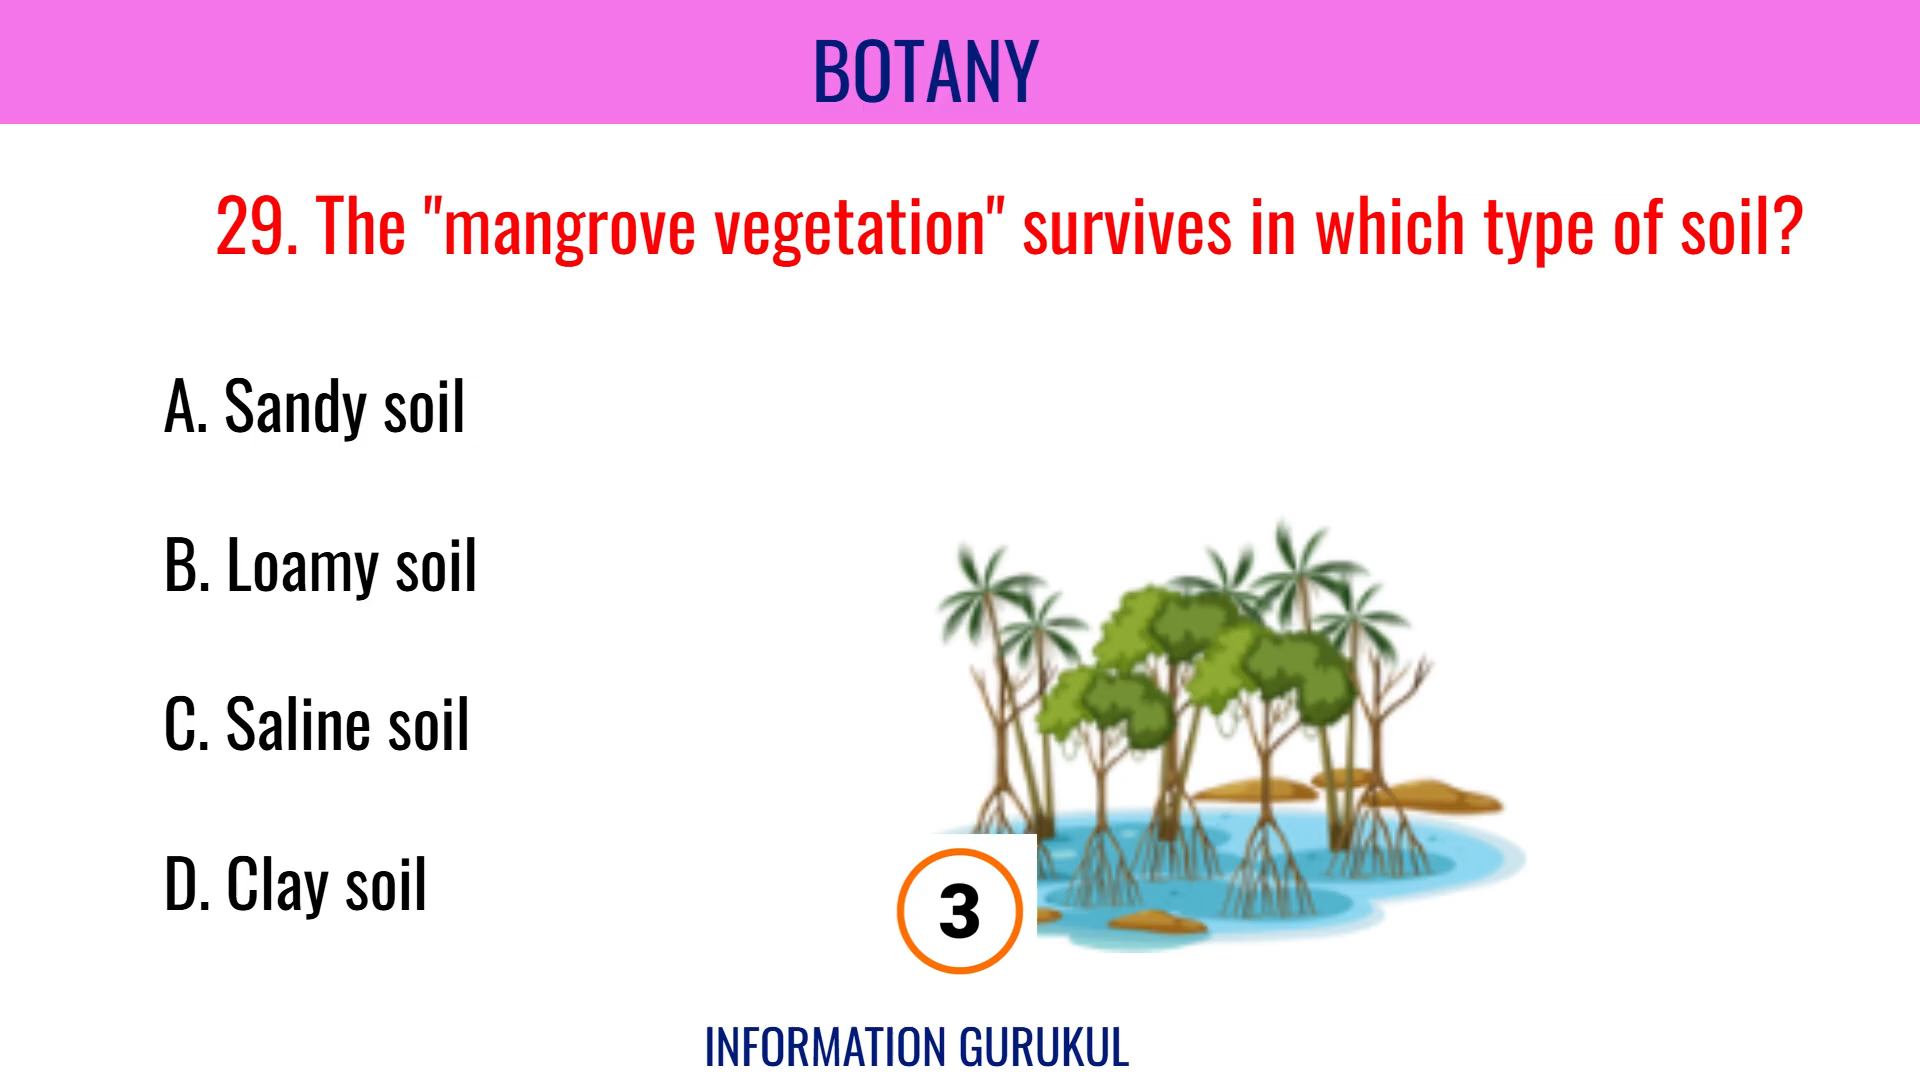 BOTANY
29. The "mangrove vegetation" survives in which type of soil?
A. Sandy soil
B. Loamy soil
C. Saline soil
D. Clay soil
3
INFORMATION GURUKUL